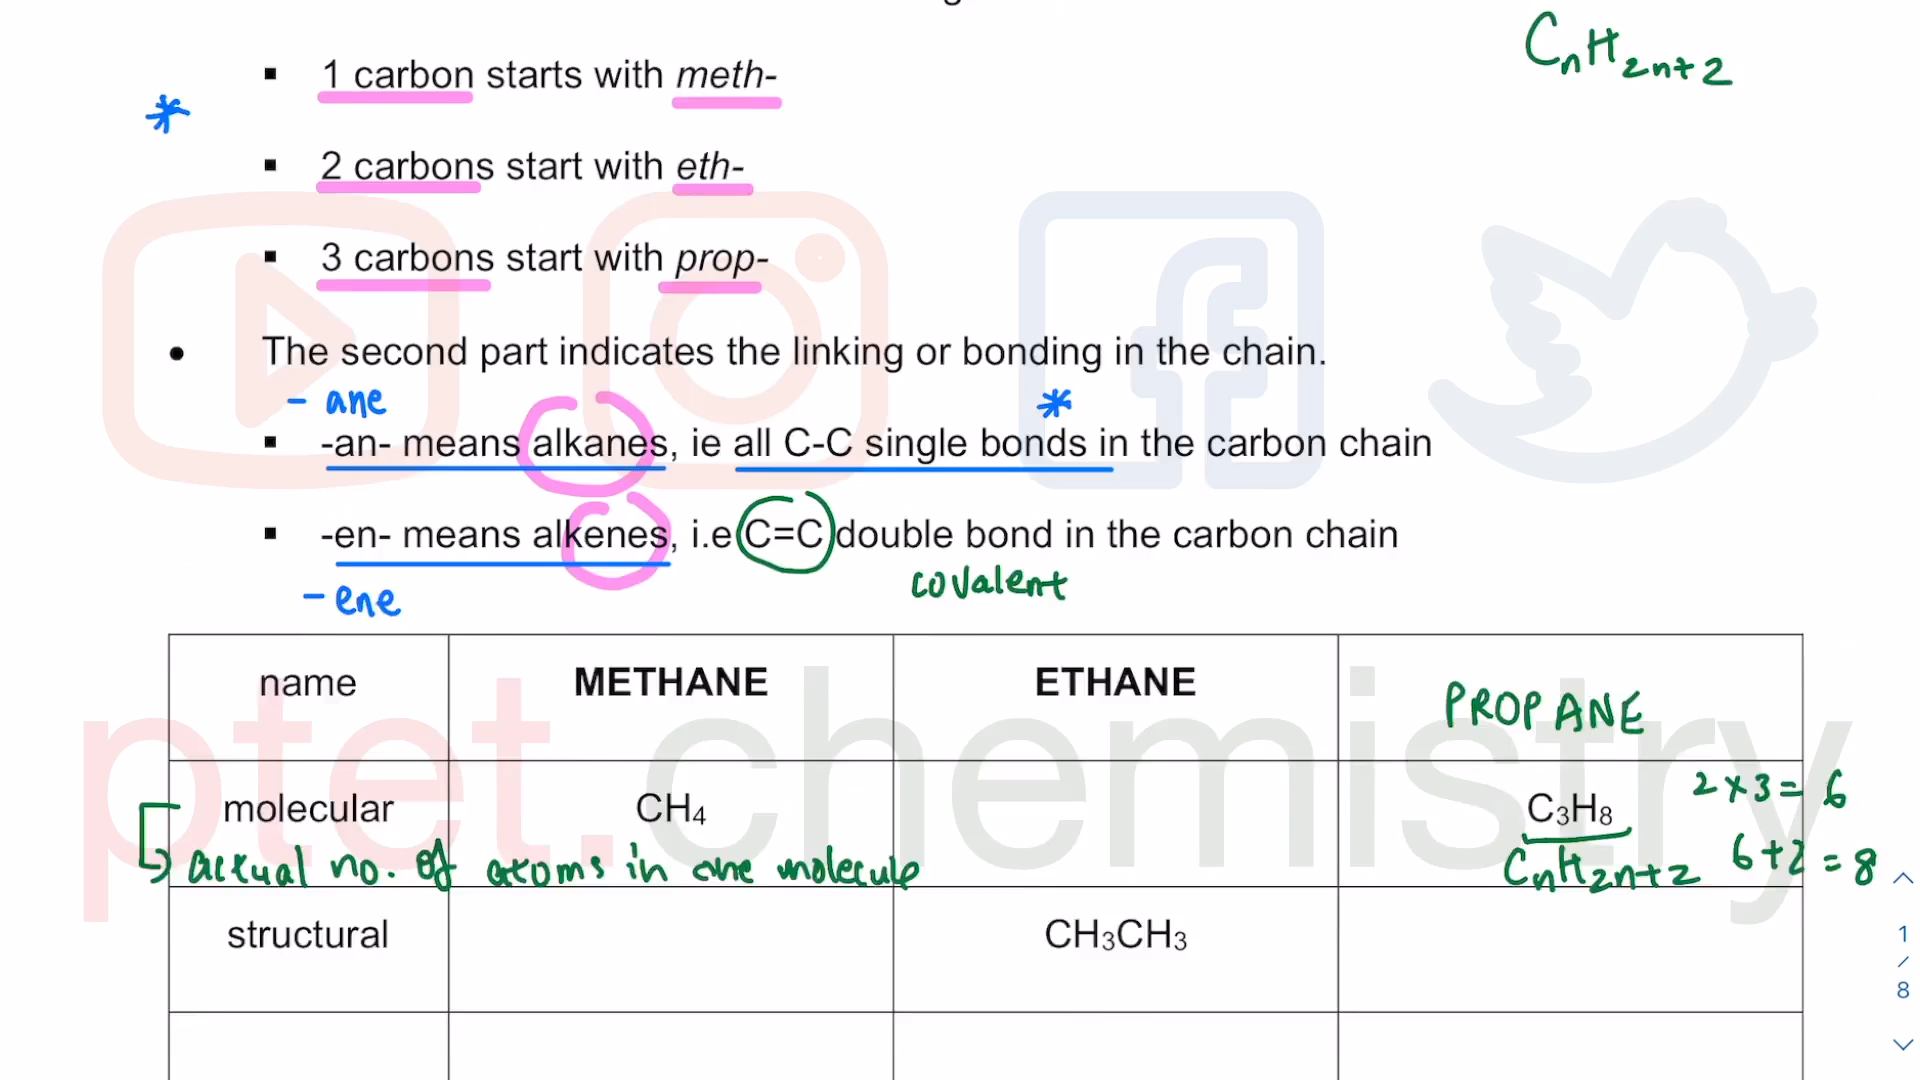 CnH2n+2
▪ 1 carbon starts with meth-
*
▪ 2 carbons start with eth-
▪ 3 carbons start with prop-
• The second part indicates the linking or bonding in the chain.
- ane *
▪ -an- means alkanes, ie all C-C single bonds in the carbon chain
▪ -en- means alkenes, i.e C=C double bond in the carbon chain
covalent
- ene
name METHANE ETHANE PROPANE
ptet.chemistry
molecular CH₄ C₃H₈ 2x3=6
actual no. of atoms in one molecule CnH2n+2 6+2=8
structural CH₃CH₃
1
/
8